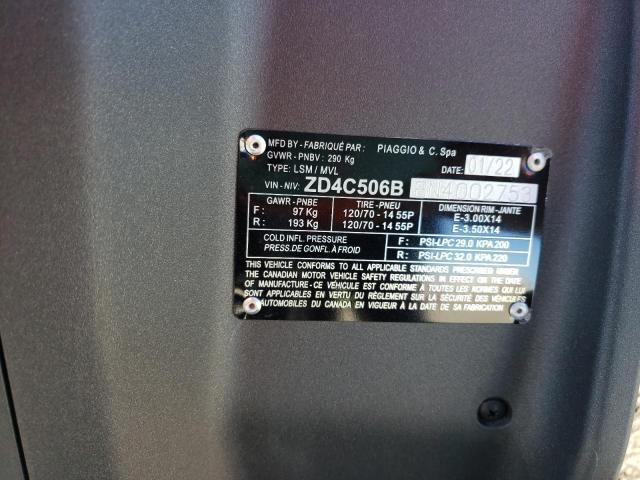 MFD BY - FABRIQUÉ PAR : PIAGGIO & C. Spa
GVWR - PNBV : 290 Kg
DATE: 01/22
TYPE: LSM / MVL
VIN - NIV: ZD4C506B
GAWR - PNBE TIRE - PNEU DIMENSION RIM - JANTE
F : 97 Kg 120/70 - 14 55P E-3.00X14
R : 193 Kg 120/70 - 14 55P E-3.50X14
COLD INFL. PRESSURE F: PSI-LPC 29.0 KPA 200
PRESS. DE GONFL. À FROID R: PSI-LPC 32.0 KPA 220
THIS VEHICLE CONFORMS TO ALL APPLICABLE STANDARDS PRESCRIBED UNDER
THE CANADIAN MOTOR VEHICLE SAFETY REGULATIONS IN EFFECT ON THE DATE
OF MANUFACTURE - CE VÉHICULE EST CONFORME À TOUTES LES NORMES QUI LUI
SONT APPLICABLES EN VERTU DU RÈGLEMENT SUR LA SÉCURITÉ DES VÉHICULES
AUTOMOBILES DU CANADA EN VIGUEUR À LA DATE DE SA FABRICATION